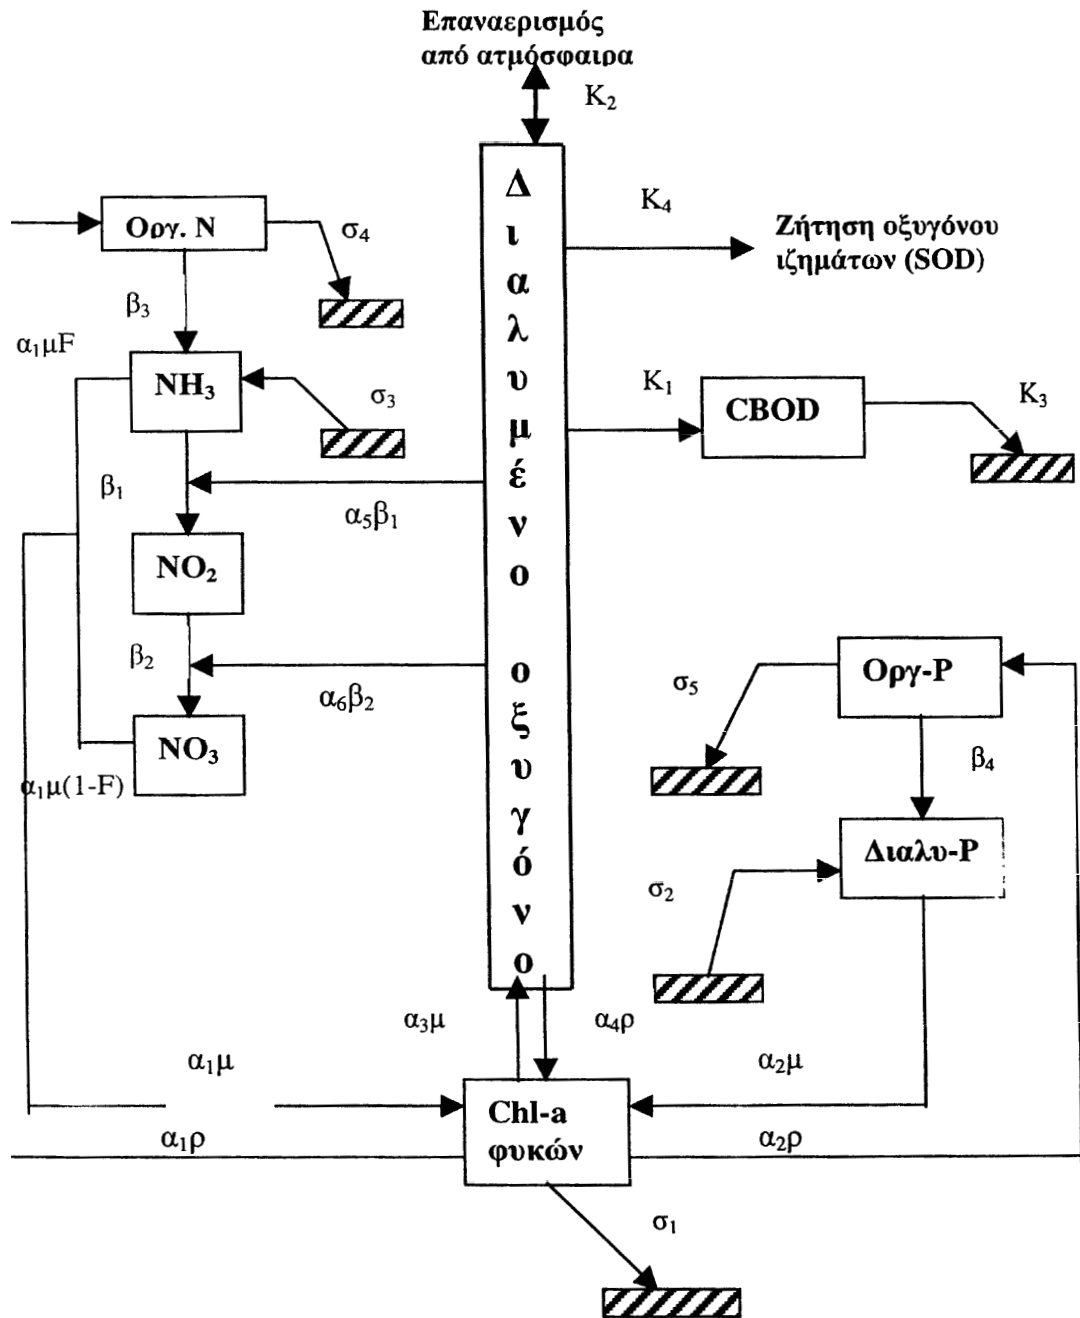 Επαναερισμός
από ατμόσφαιρα
K₂
Διαλυμένο οξυγόνο
K₄
Ζήτηση οξυγόνου
ιζημάτων (SOD)
Οργ. N
σ₄
β₃
α₁μF
NH₃
σ₃
K₁
CBOD
K₃
β₁
α₅β₁
NO₂
β₂
α₆β₂
NO₃
α₁μ(1-F)
Οργ-P
σ₅
β₄
Διαλυ-P
σ₂
α₃μ
α₄ρ
α₁μ
α₂μ
Chl-a
φυκών
α₁ρ
α₂ρ
σ₁